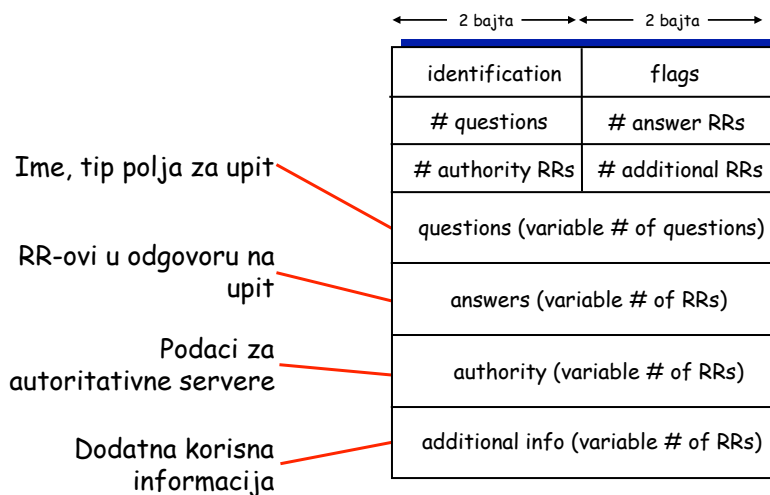 2 bajta 2 bajta
identification flags
# questions # answer RRs
# authority RRs # additional RRs
Ime, tip polja za upit
questions (variable # of questions)
RR-ovi u odgovoru na
upit
answers (variable # of RRs)
Podaci za
autoritativne servere
authority (variable # of RRs)
Dodatna korisna
informacija
additional info (variable # of RRs)